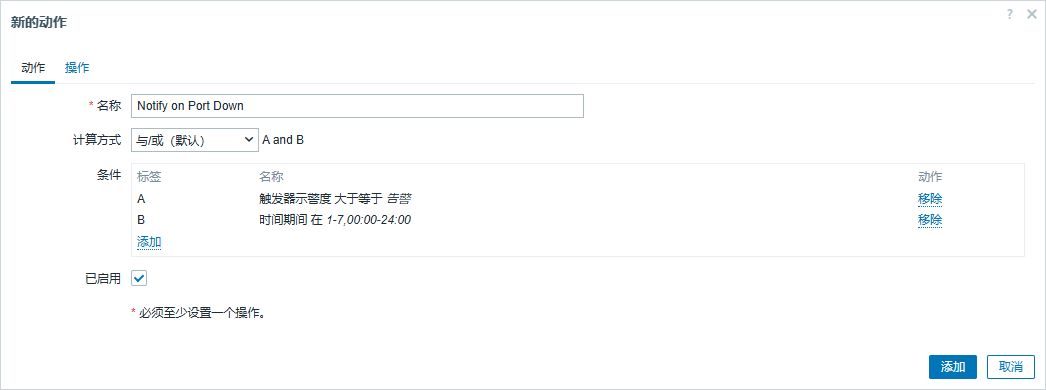 新的动作
? ×
动作 操作
* 名称 Notify on Port Down
计算方式 与/或（默认） A and B
条件 标签 名称 动作
A 触发器示警度 大于等于 告警 移除
B 时间期间 在 1-7,00:00-24:00 移除
添加
已启用
* 必须至少设置一个操作。
添加 取消